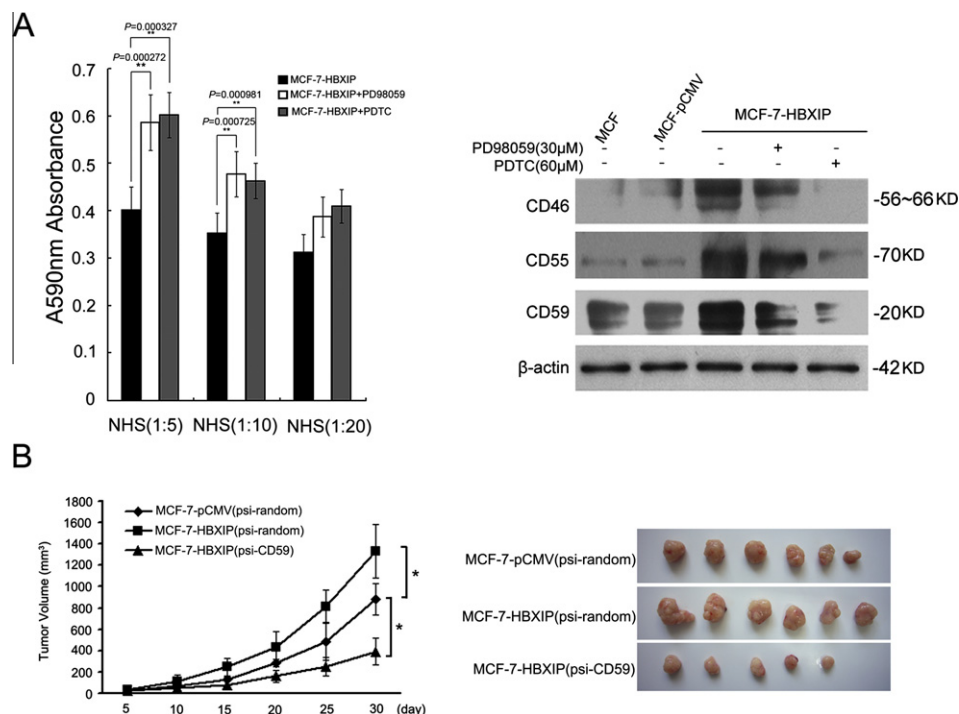 A
P=0.000327
**
P=0.000272
**
MCF-7-HBXIP
MCF-7-HBXIP+PD98059
MCF-7-HBXIP+PDTC
P=0.000981
**
P=0.000725
**
A590nm Absorbance
0.7
0.6
0.5
0.4
0.3
0.2
0.1
0
NHS(1:5) NHS(1:10) NHS(1:20)
MCF
MCF-pCMV
MCF-7-HBXIP
PD98059(30μM) - - - + -
PDTC(60μM) - - - - +
CD46 -56~66KD
CD55 -70KD
CD59 -20KD
β-actin -42KD
B
Tumor Volume (mm³)
1800
1600
1400
1200
1000
800
600
400
200
0
5 10 15 20 25 30 (day)
MCF-7-pCMV(psi-random)
MCF-7-HBXIP(psi-random)
MCF-7-HBXIP(psi-CD59)
*
*
MCF-7-pCMV(psi-random)
MCF-7-HBXIP(psi-random)
MCF-7-HBXIP(psi-CD59)